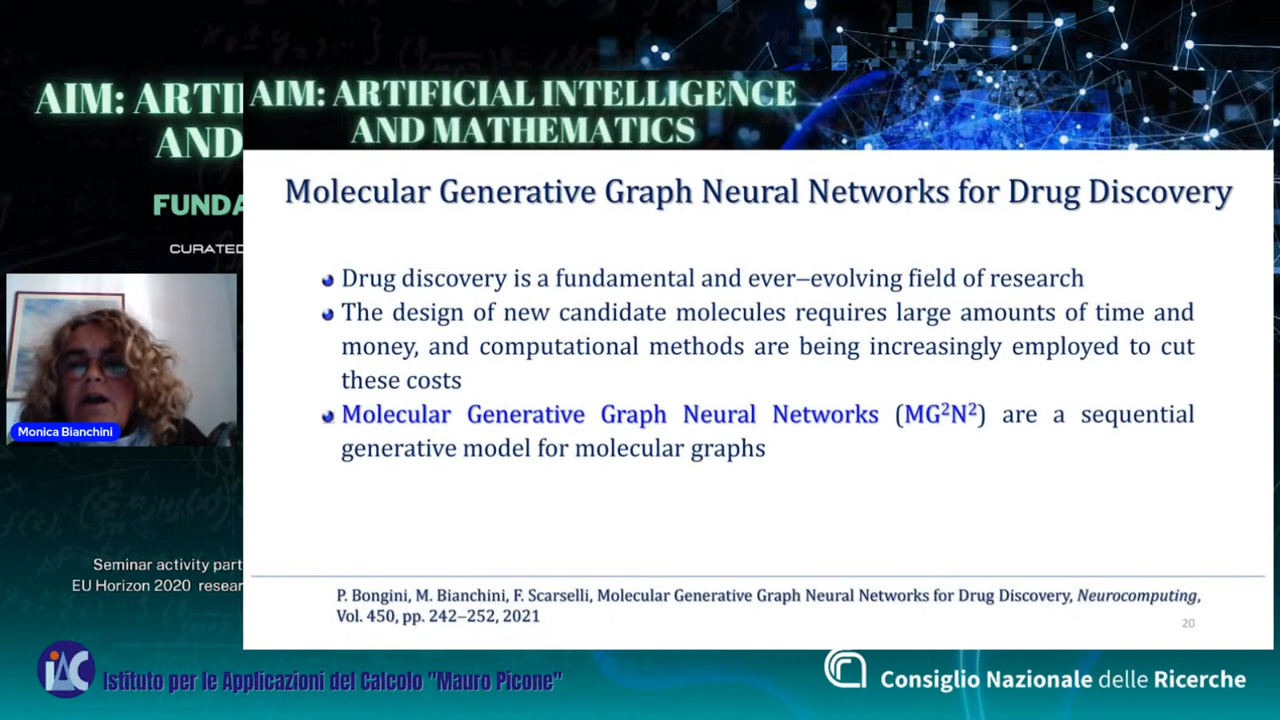 AIM: ARTI
AND
FUNDA
CURATED
AIM: ARTIFICIAL INTELLIGENCE
AND MATHEMATICS
Molecular Generative Graph Neural Networks for Drug Discovery
Drug discovery is a fundamental and ever–evolving field of research
The design of new candidate molecules requires large amounts of time and
money, and computational methods are being increasingly employed to cut
these costs
Molecular Generative Graph Neural Networks (MG²N²) are a sequential
generative model for molecular graphs
P. Bongini, M. Bianchini, F. Scarselli, Molecular Generative Graph Neural Networks for Drug Discovery, Neurocomputing,
Vol. 450, pp. 242–252, 2021
20
Monica Bianchini
Seminar activity part
EU Horizon 2020 resear
IAC Istituto per le Applicazioni del Calcolo "Mauro Picone"
Consiglio Nazionale delle Ricerche